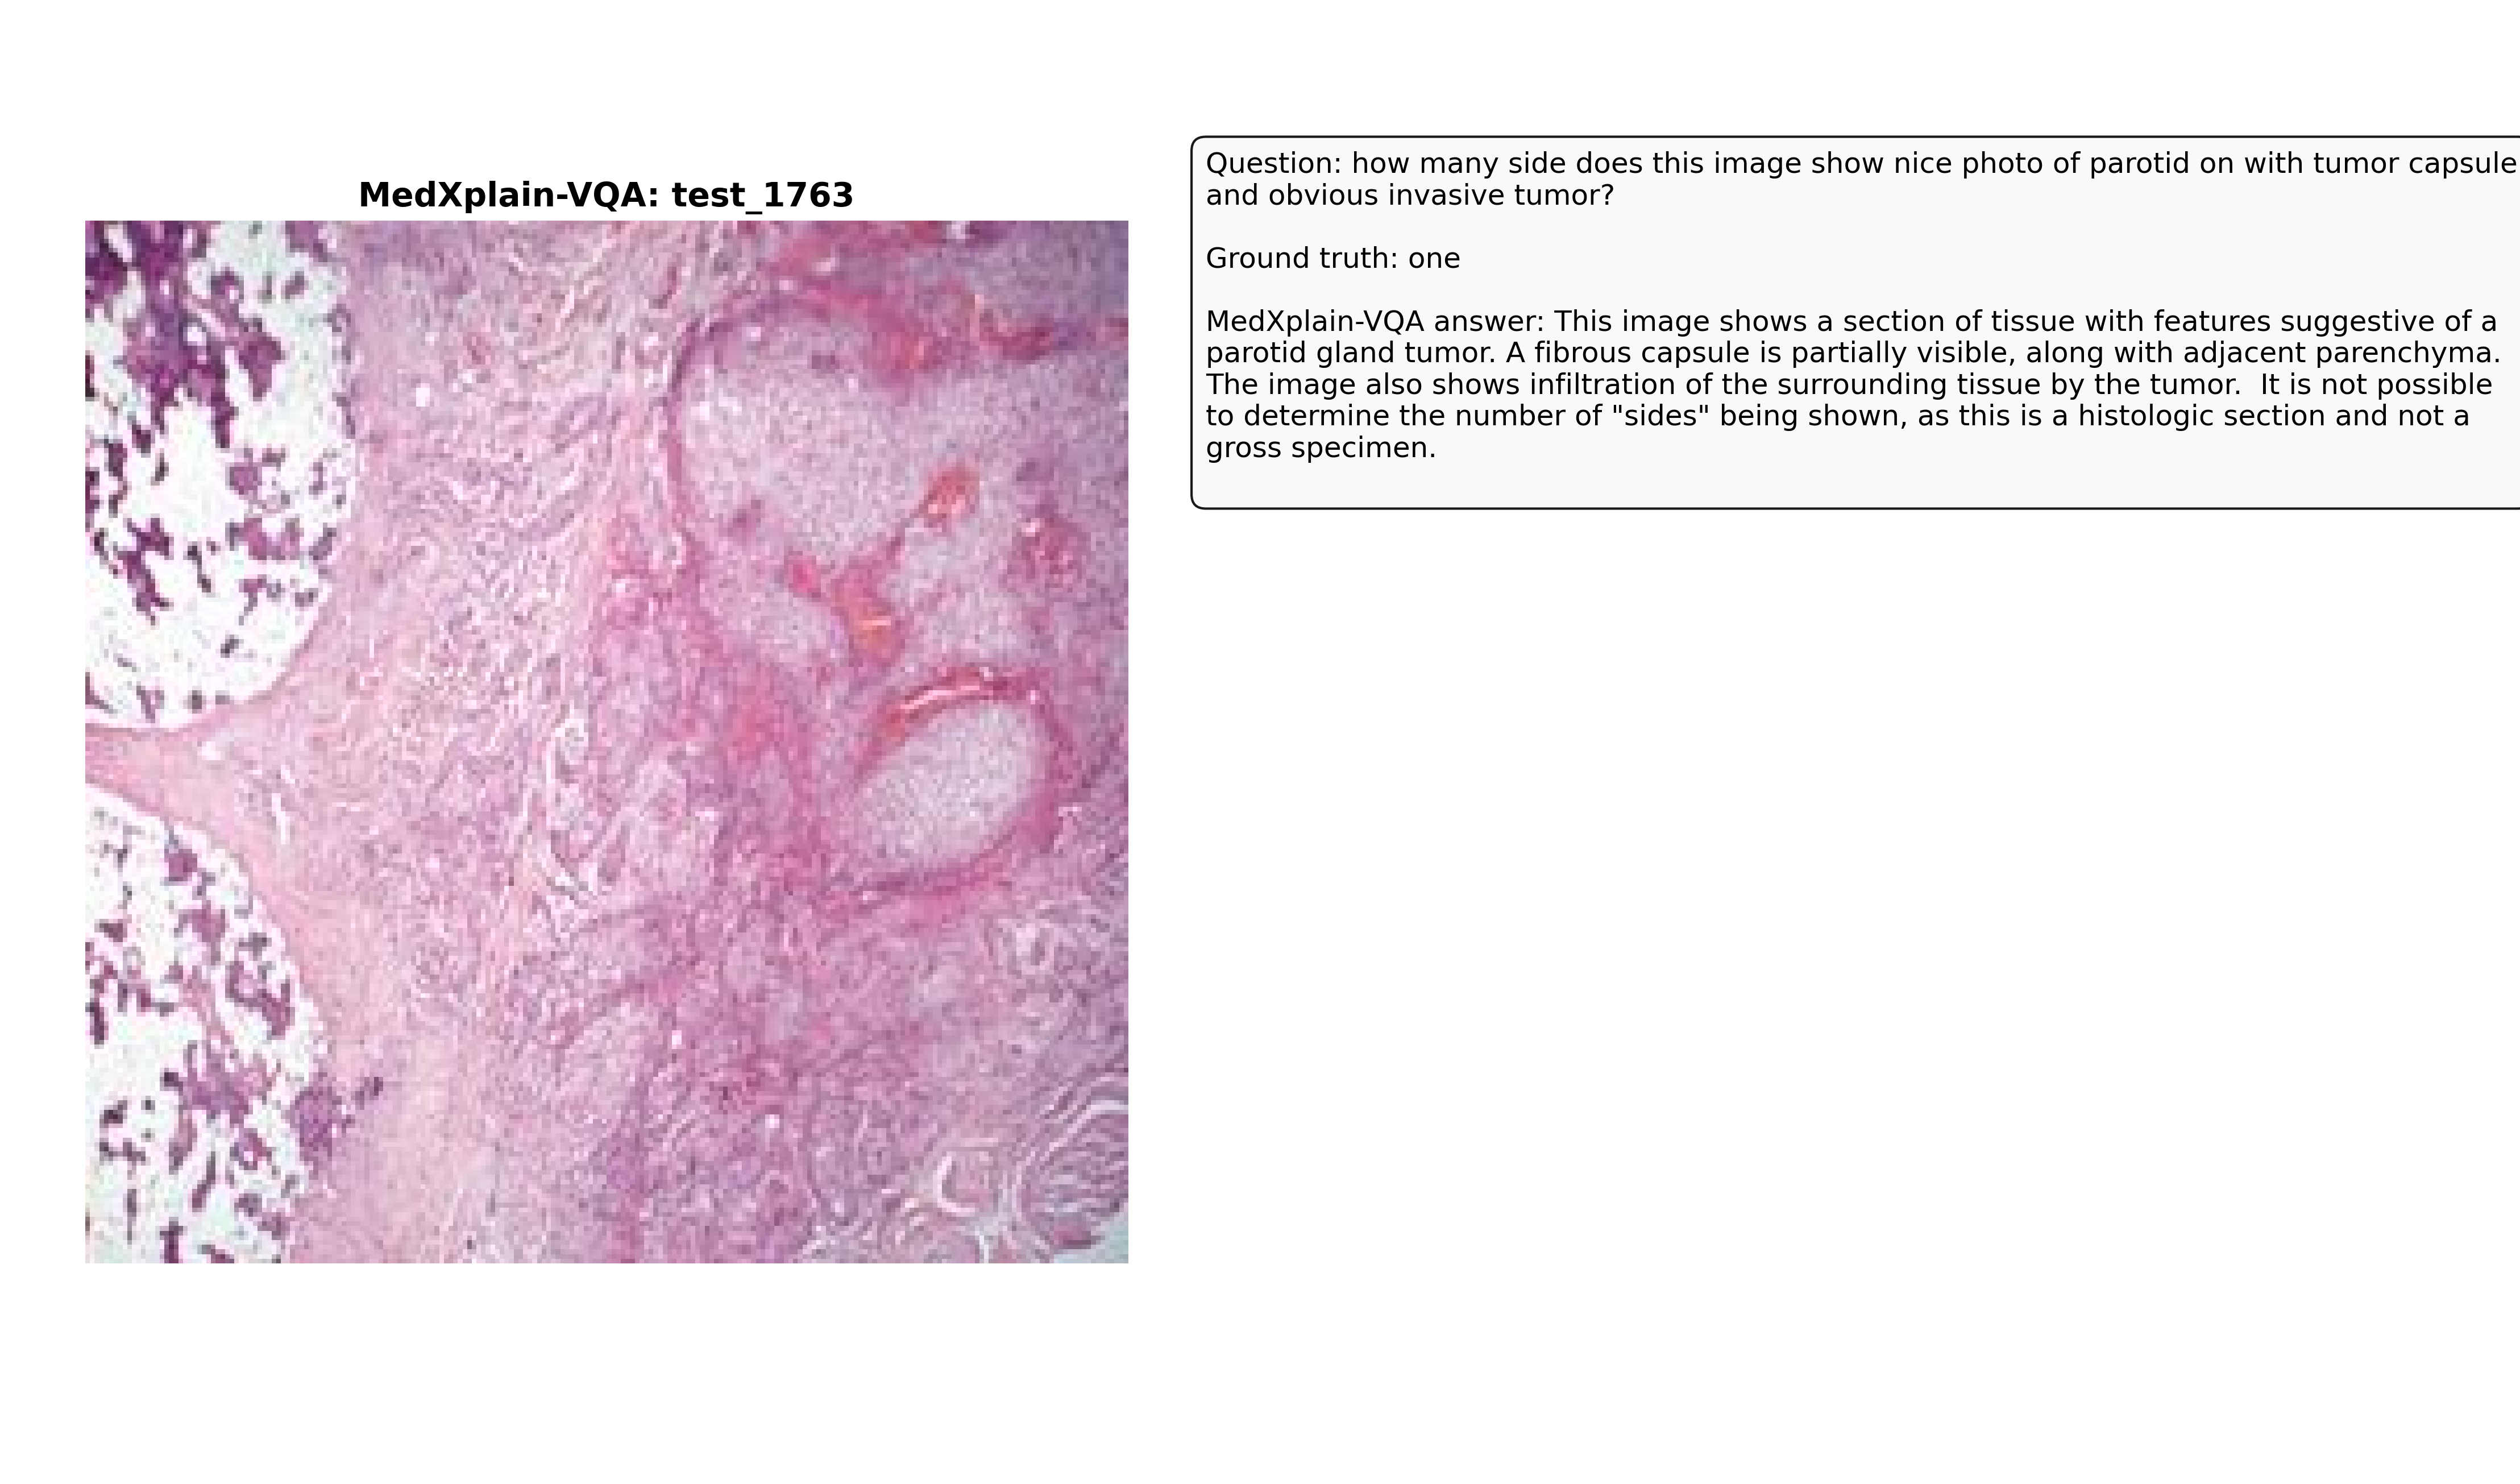 MedXplain-VQA: test_1763
Question: how many side does this image show nice photo of parotid on with tumor capsule
and obvious invasive tumor?
Ground truth: one
MedXplain-VQA answer: This image shows a section of tissue with features suggestive of a
parotid gland tumor. A fibrous capsule is partially visible, along with adjacent parenchyma.
The image also shows infiltration of the surrounding tissue by the tumor.  It is not possible
to determine the number of "sides" being shown, as this is a histologic section and not a
gross specimen.